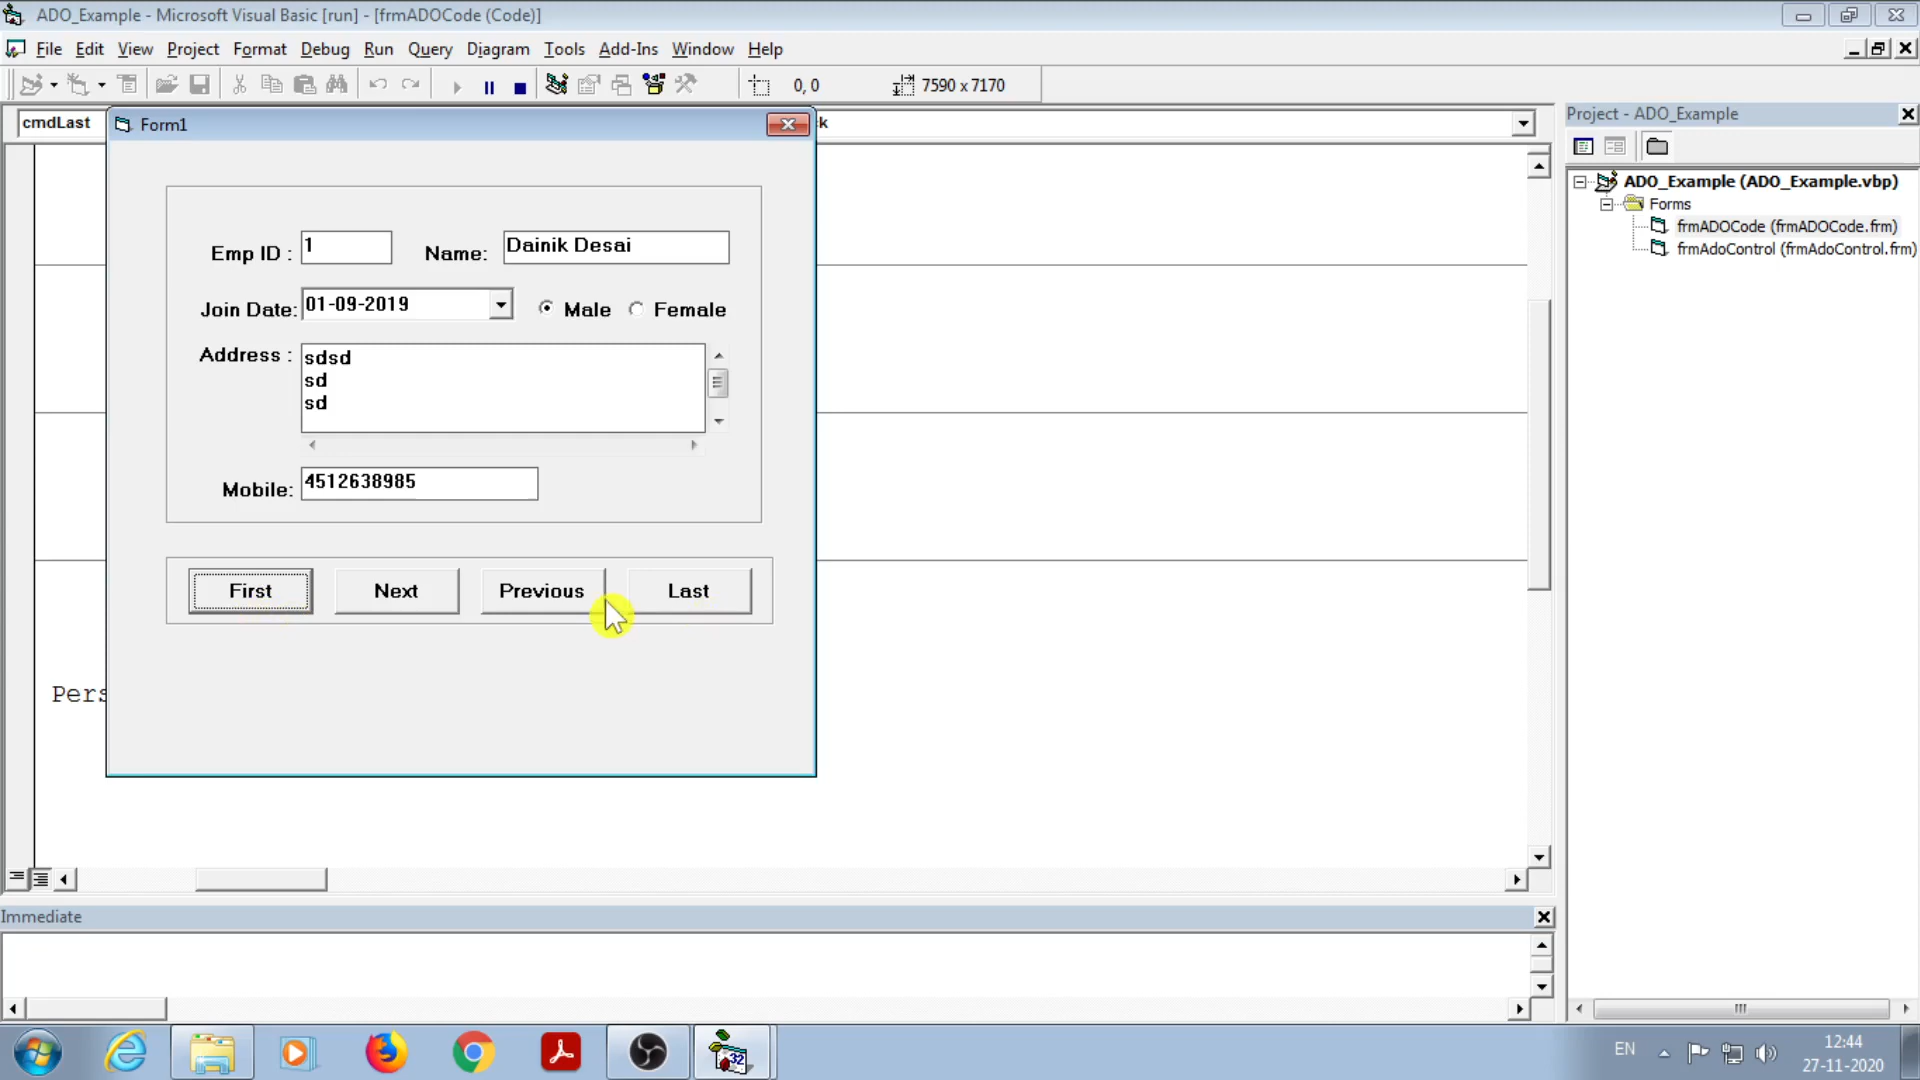 ADO_Example - Microsoft Visual Basic [run] - [frmADOCode (Code)]
File Edit View Project Format Debug Run Query Diagram Tools Add-Ins Window Help
0, 0 7590 x 7170
cmdLast
k
Form1
Emp ID : 1 Name: Dainik Desai
Join Date: 01-09-2019 Male Female
Address : sdsd
sd
sd
Mobile: 4512638985
First Next Previous Last
Pers
Project - ADO_Example
ADO_Example (ADO_Example.vbp)
Forms
frmADOCode (frmADOCode.frm)
frmAdoControl (frmAdoControl.frm)
Immediate
32
EN
12:44
27-11-2020